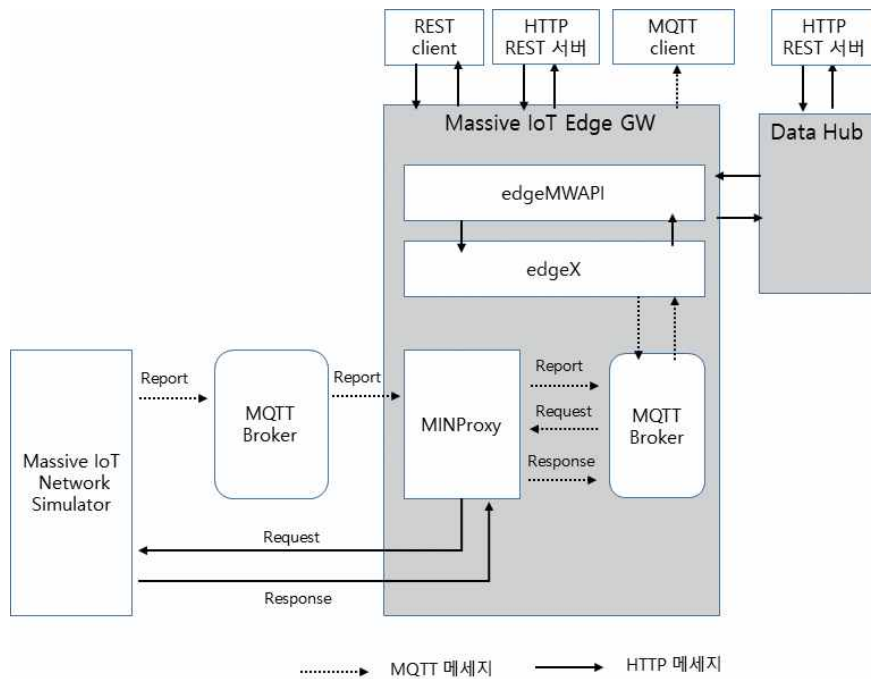 REST
client
HTTP
REST 서버
MQTT
client
HTTP
REST 서버
Massive IoT Edge GW
Data Hub
edgeMWAPI
edgeX
Report
Report
MQTT
Broker
MINProxy
Report
Request
Response
MQTT
Broker
Massive IoT
Network
Simulator
Request
Response
MQTT 메세지
HTTP 메세지